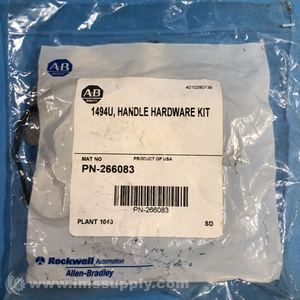 AB
AB
4010290139
1494U, HANDLE HARDWARE KIT
MAT NO PRODUCT OF USA
PN-266083
PN-266083
PLANT 1043 SD
Rockwell Automation
Allen-Bradley
www.imssupply.com